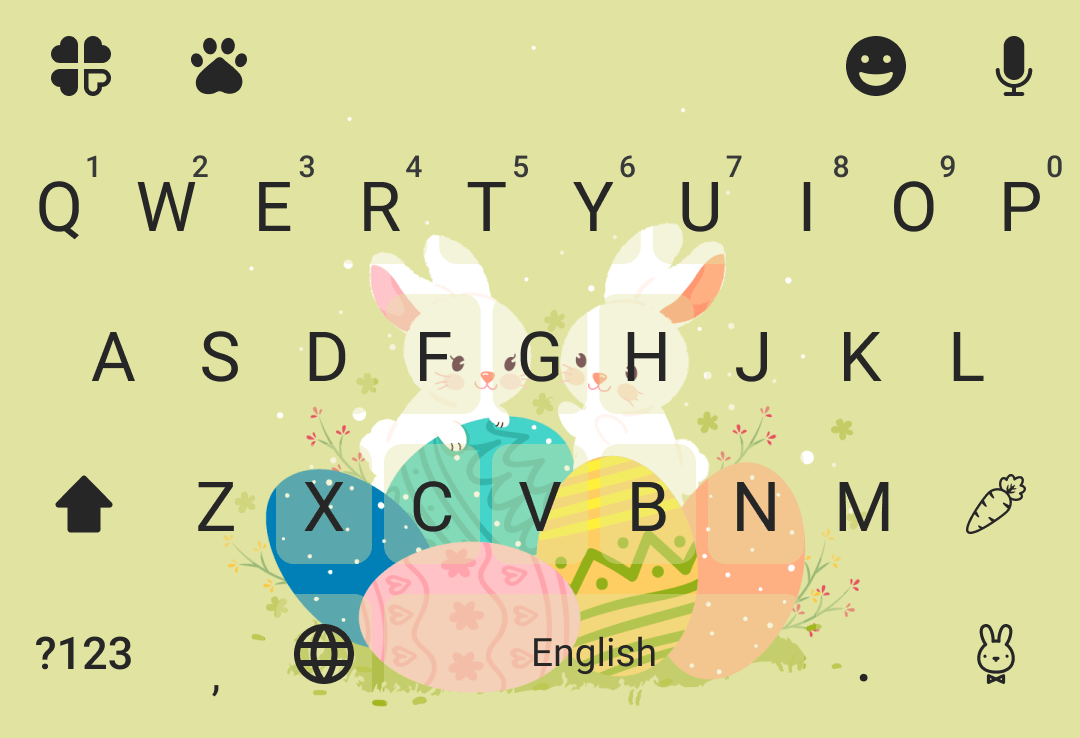 1 2 3 4 5 6 7 8 9 0
Q W E R T Y U I O P
A S D F G H J K L
Z X C V B N M
?123 , English .